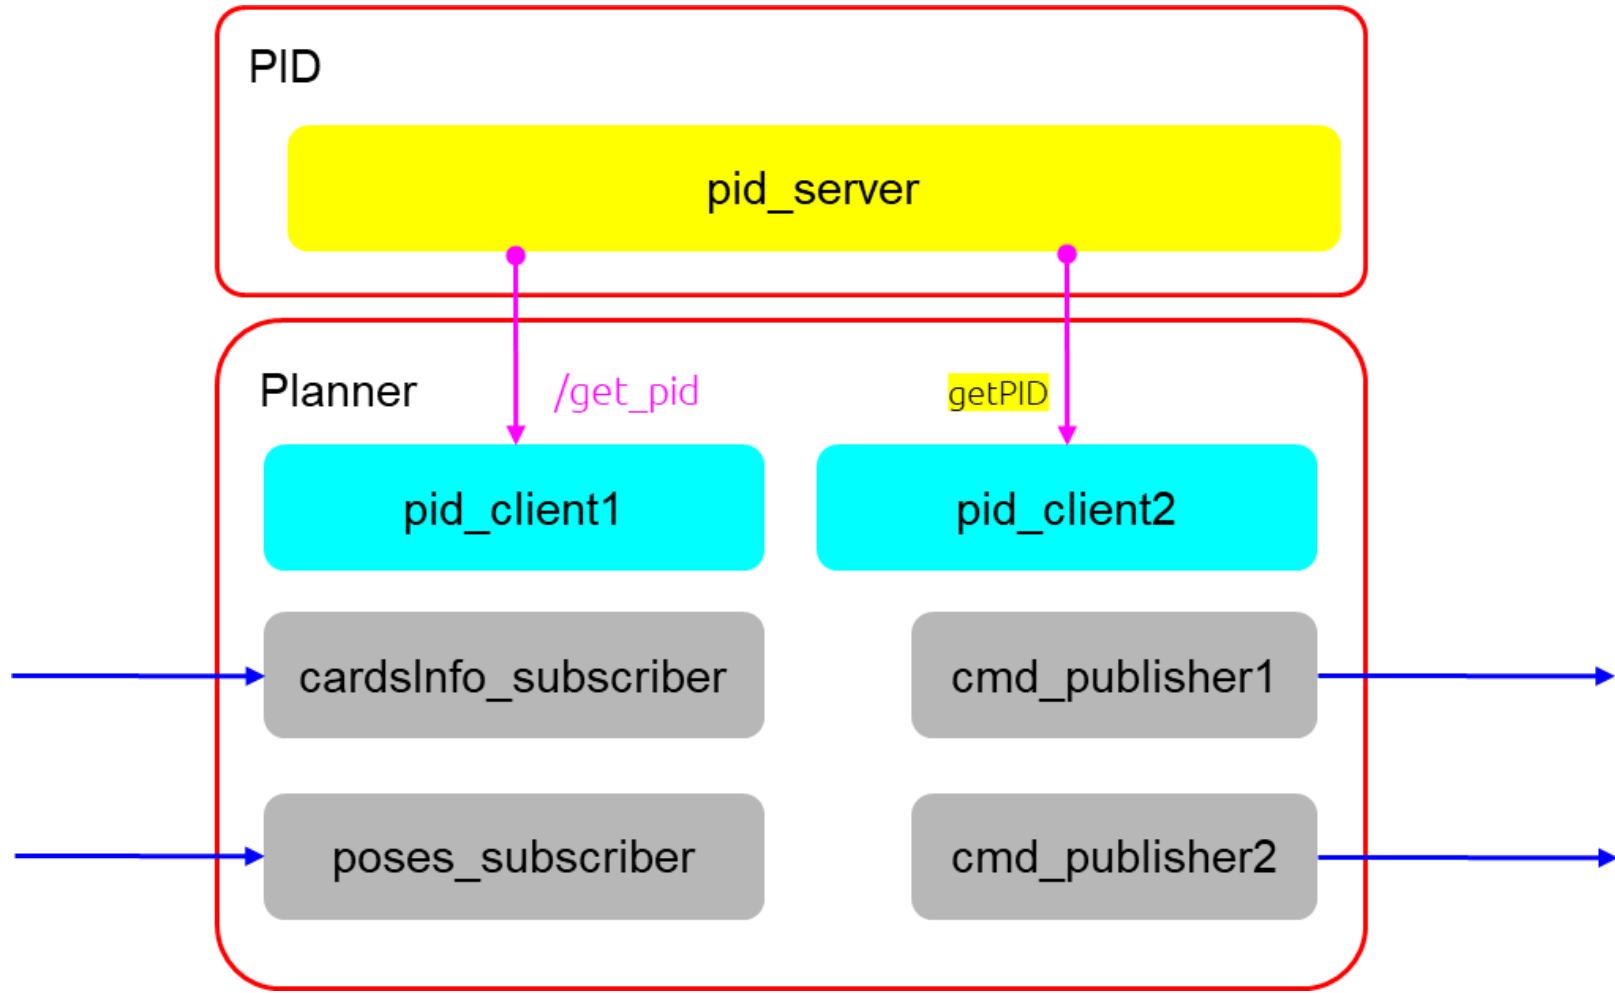 PID
pid_server
Planner
/get_pid
getPID
pid_client1
pid_client2
cardsInfo_subscriber
cmd_publisher1
poses_subscriber
cmd_publisher2